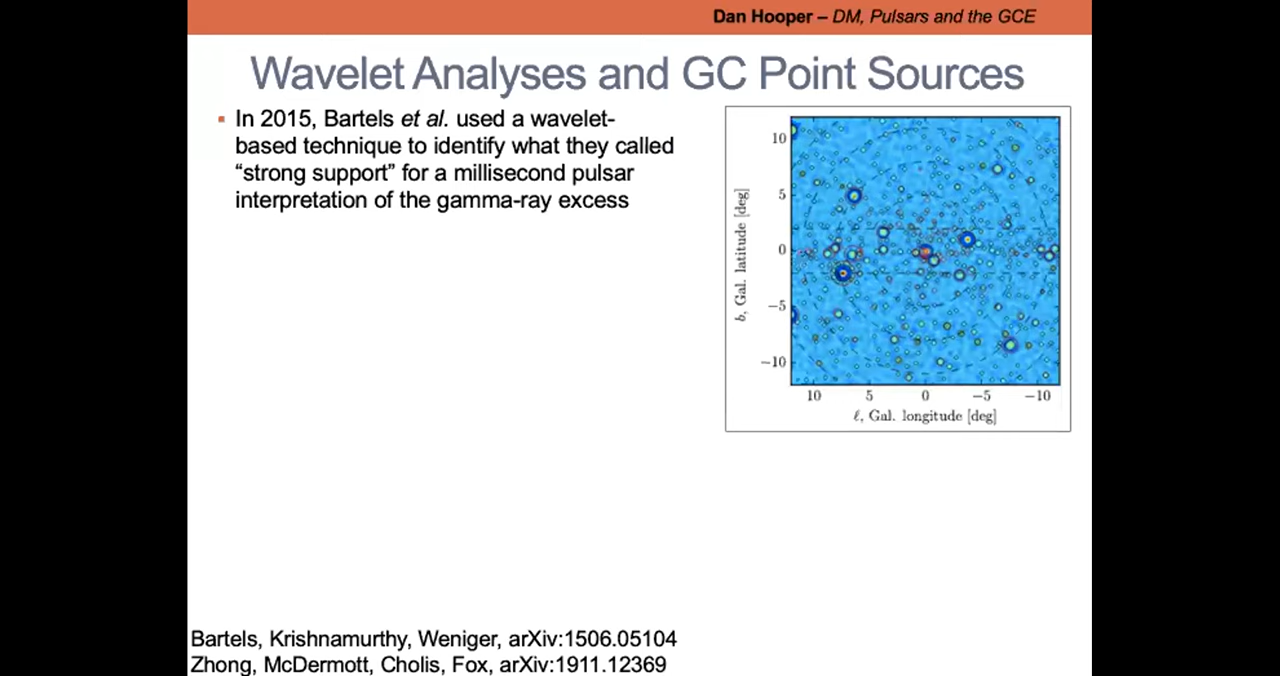 Dan Hooper – DM, Pulsars and the GCE
Wavelet Analyses and GC Point Sources
▪ In 2015, Bartels et al. used a wavelet-
based technique to identify what they called
“strong support” for a millisecond pulsar
interpretation of the gamma-ray excess
10
5
0
−5
−10
b, Gal. latitude [deg]
10 5 0 −5 −10
ℓ, Gal. longitude [deg]
Bartels, Krishnamurthy, Weniger, arXiv:1506.05104
Zhong, McDermott, Cholis, Fox, arXiv:1911.12369